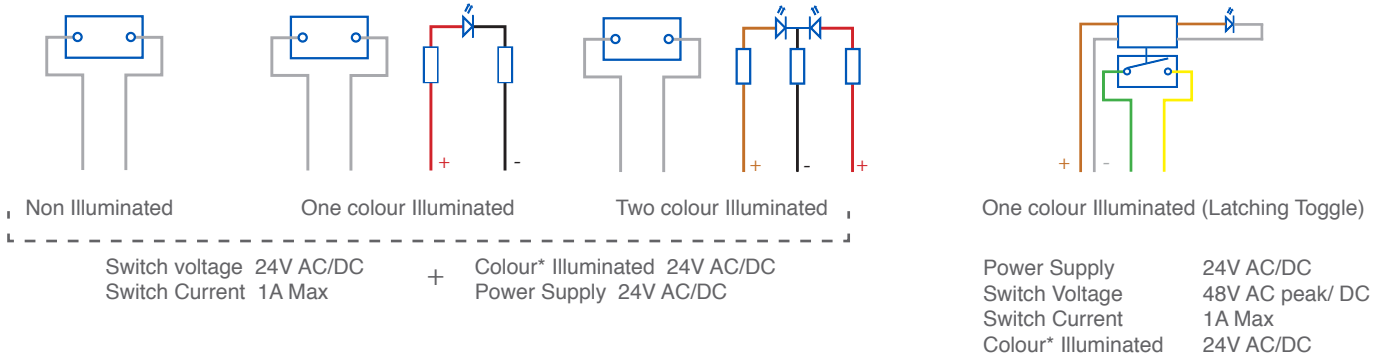 + -
+ - +
+ -
Non Illuminated
One colour Illuminated
Two colour Illuminated
One colour Illuminated (Latching Toggle)
Switch voltage 24V AC/DC
Switch Current 1A Max
+
Colour* Illuminated 24V AC/DC
Power Supply 24V AC/DC
Power Supply 24V AC/DC
Switch Voltage 48V AC peak/ DC
Switch Current 1A Max
Colour* Illuminated 24V AC/DC